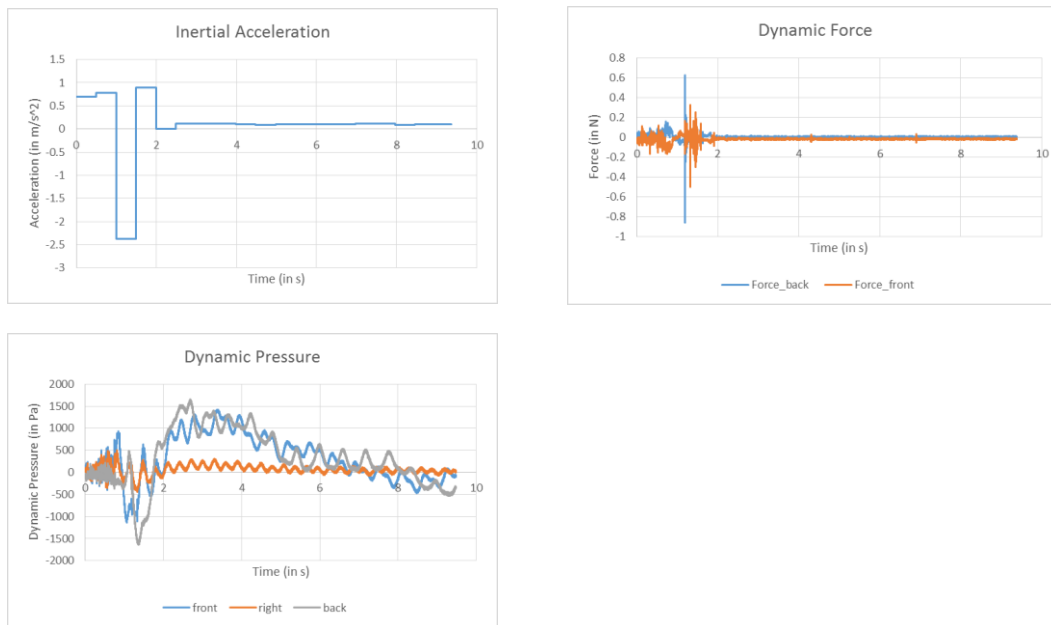 Inertial Acceleration
1.5
1
0.5
0
-0.5
-1
-1.5
-2
-2.5
-3
0 2 4 6 8 10
Acceleration (in m/s^2)
Time (in s)
Dynamic Force
0.8
0.6
0.4
0.2
0
-0.2
-0.4
-0.6
-0.8
-1
0 2 4 6 8 10
Force (in N)
Time (in s)
Force_back Force_front
Dynamic Pressure
2000
1500
1000
500
0
-500
-1000
-1500
-2000
0 2 4 6 8 10
Dynamic Pressure (in Pa)
Time (in s)
front right back